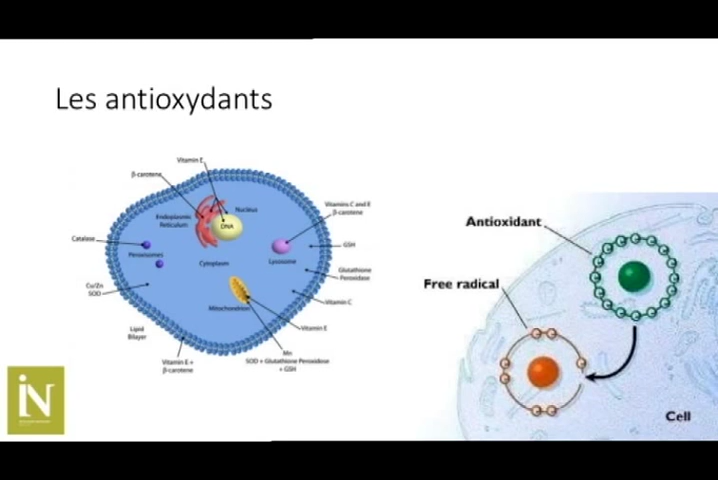 Les antioxydants
Vitamin E
β-carotene
Vitamins C and E
β-carotene
Endoplasmic
Reticulum
Nucleus
DNA
Catalase
Peroxisomes
GSH
Cytoplasm
Lysosome
Glutathione
Peroxidase
Cu/Zn
SOD
Mitochondrion
Vitamin C
Lipid
Bilayer
Vitamin E
Vitamin E +
β-carotene
Mn
SOD + Glutathione Peroxidase
+ GSH
Antioxidant
Free radical
Cell
iN